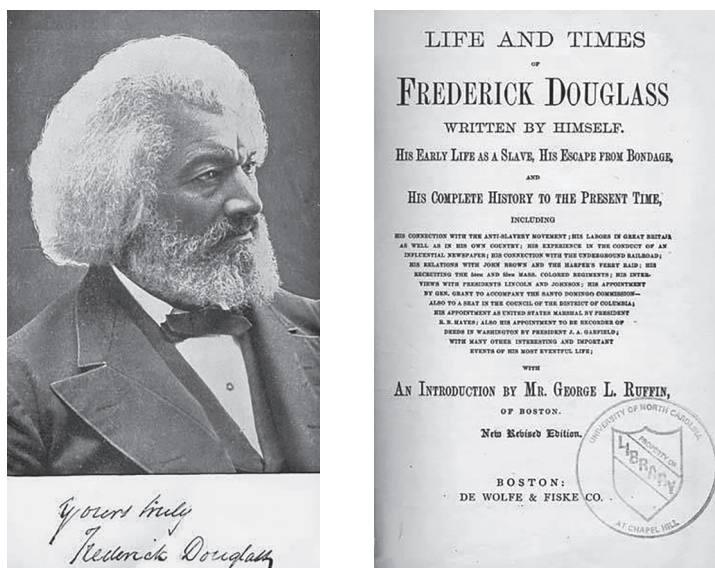 Yours truly
Frederick Douglass
LIFE AND TIMES
OF
FREDERICK DOUGLASS
WRITTEN BY HIMSELF.
HIS EARLY LIFE AS A SLAVE, HIS ESCAPE FROM BONDAGE,
AND
HIS COMPLETE HISTORY TO THE PRESENT TIME,
INCLUDING
HIS CONNECTION WITH THE ANTI-SLAVERY MOVEMENT; HIS LABORS IN GREAT BRITAIN
AS WELL AS IN HIS OWN COUNTRY; HIS EXPERIENCE IN THE CONDUCT OF AN
INFLUENTIAL NEWSPAPER; HIS CONNECTION WITH THE UNDERGROUND RAILROAD;
HIS RELATIONS WITH JOHN BROWN AND THE HARPER'S FERRY RAID; HIS
RECRUITING THE 54TH AND 55TH MASS. COLORED REGIMENTS; HIS INTER-
VIEWS WITH PRESIDENTS LINCOLN AND JOHNSON; HIS APPOINTMENT
BY GEN. GRANT TO ACCOMPANY THE SANTO DOMINGO COMMISSION—
ALSO TO A SEAT IN THE COUNCIL OF THE DISTRICT OF COLUMBIA;
HIS APPOINTMENT AS UNITED STATES MARSHAL BY PRESIDENT
R. B. HAYES; ALSO HIS APPOINTMENT TO BE RECORDER OF
DEEDS IN WASHINGTON BY PRESIDENT J. A. GARFIELD;
WITH MANY OTHER INTERESTING AND IMPORTANT
EVENTS OF HIS MOST EVENTFUL LIFE;
WITH
AN INTRODUCTION BY MR. GEORGE L. RUFFIN,
OF BOSTON.
New Revised Edition.
BOSTON:
DE WOLFE & FISKE CO.
UNIVERSITY OF NORTH CAROLINA
PROPERTY OF
LIBRARY
AT CHAPEL HILL